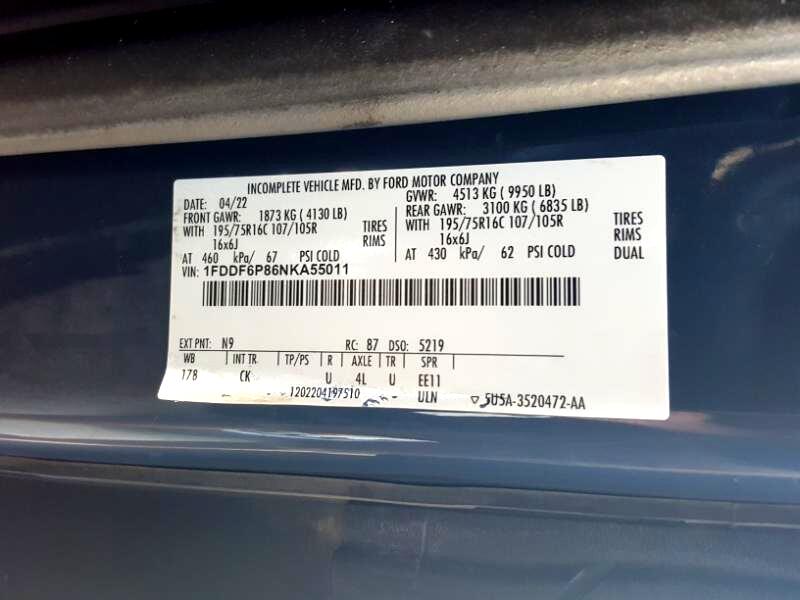 INCOMPLETE VEHICLE MFD. BY FORD MOTOR COMPANY
DATE: 04/22 GVWR: 4513 KG ( 9950 LB)
FRONT GAWR: 1873 KG ( 4130 LB) REAR GAWR: 3100 KG ( 6835 LB)
WITH 195/75R16C 107/105R TIRES WITH 195/75R16C 107/105R TIRES
16x6J RIMS 16x6J RIMS
AT 460 kPa/ 67 PSI COLD AT 430 kPa/ 62 PSI COLD DUAL
VIN: 1FDDF6P86NKA55011
EXT PNT: N9 RC: 87 DSO: 5219
WB INT TR TP/PS R AXLE TR SPR
178 CK U 4L U EE11
1202204197510 ULN 5U5A-3520472-AA